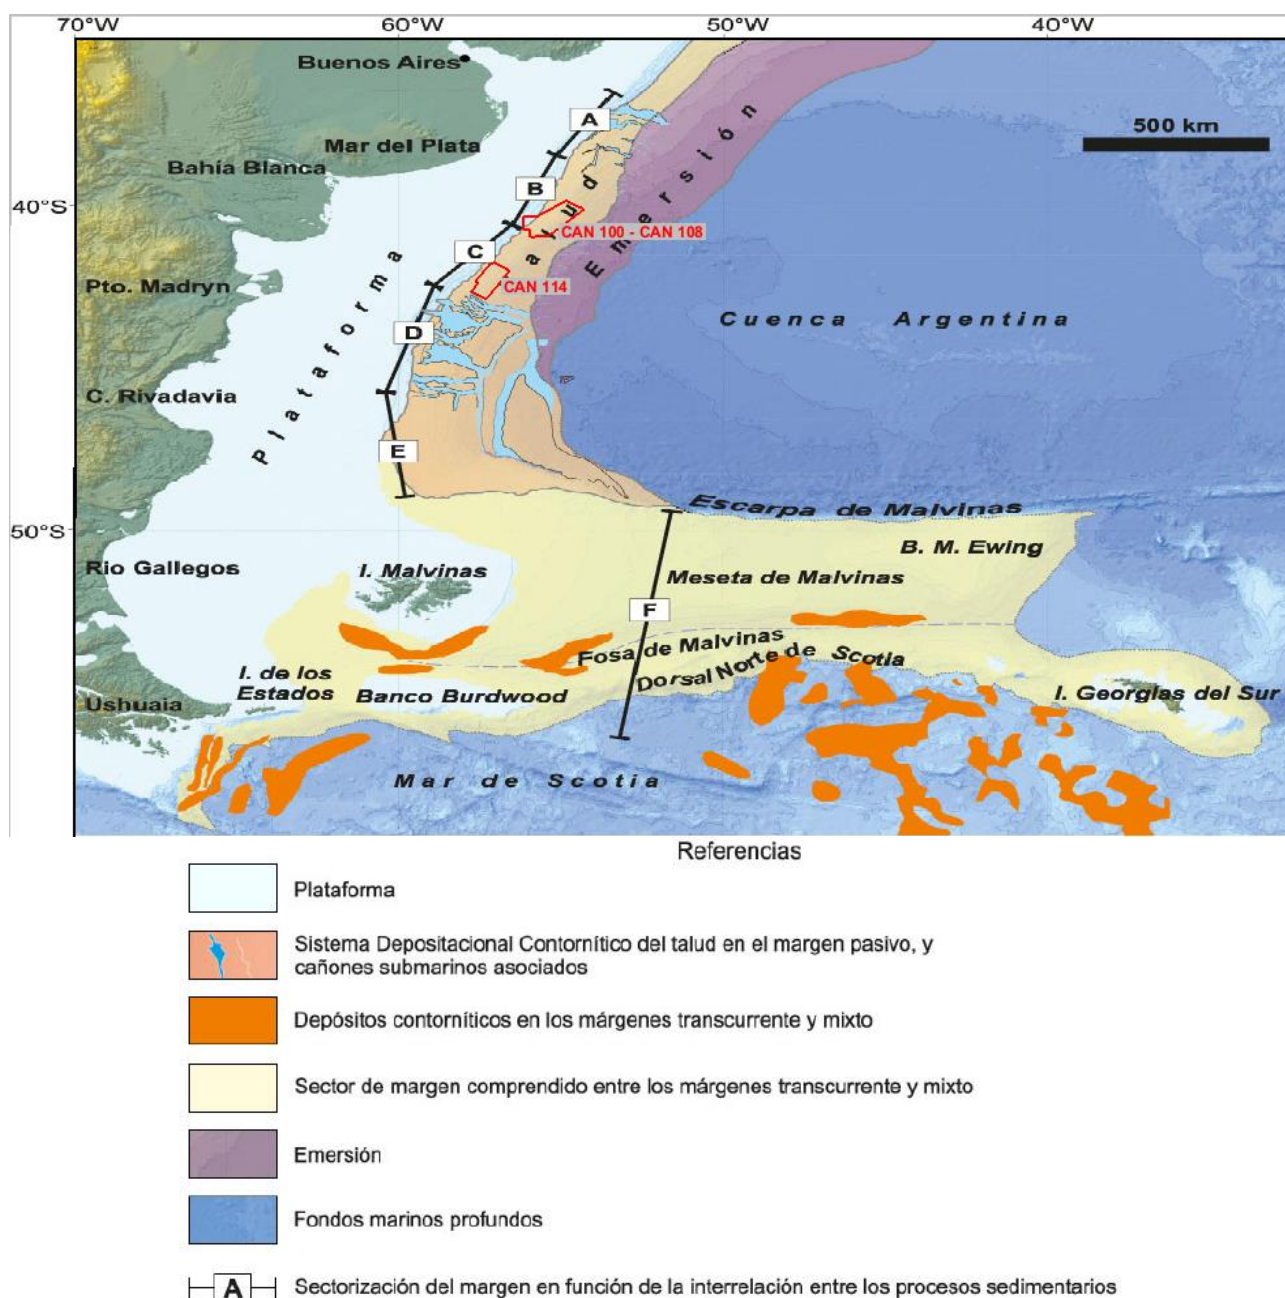 70°W 60°W 50°W 40°W
Buenos Aires
A
500 km
Mar del Plata
Bahía Blanca
B
40°S
CAN 100 - CAN 108
C
Talud
Emersión
Plataforma
Pto. Madryn
CAN 114
Cuenca Argentina
D
C. Rivadavia
E
Escarpa de Malvinas
50°S
B. M. Ewing
Rio Gallegos
I. Malvinas
Meseta de Malvinas
F
Fosa de Malvinas
Dorsal Norte de Scotia
I. de los
Estados
Banco Burdwood
I. Georgias del Sur
Ushuaia
Mar de Scotia
Referencias
Plataforma
Sistema Depositacional Contornítico del talud en el margen pasivo, y
cañones submarinos asociados
Depósitos contorníticos en los márgenes transcurrente y mixto
Sector de margen comprendido entre los márgenes transcurrente y mixto
Emersión
Fondos marinos profundos
A Sectorización del margen en función de la interrelación entre los procesos sedimentarios